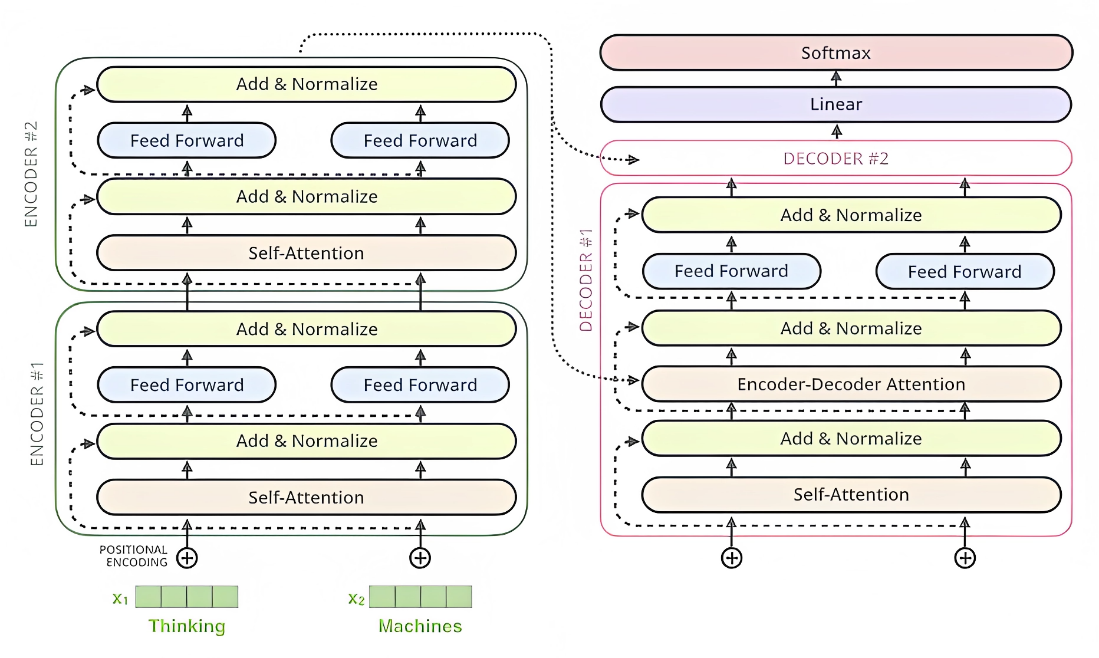 ENCODER #2
Add & Normalize
Feed Forward
Feed Forward
Add & Normalize
Self-Attention
ENCODER #1
Add & Normalize
Feed Forward
Feed Forward
Add & Normalize
Self-Attention
POSITIONAL
ENCODING
x₁
x₂
Thinking
Machines
Softmax
Linear
DECODER #2
DECODER #1
Add & Normalize
Feed Forward
Feed Forward
Add & Normalize
Encoder-Decoder Attention
Add & Normalize
Self-Attention